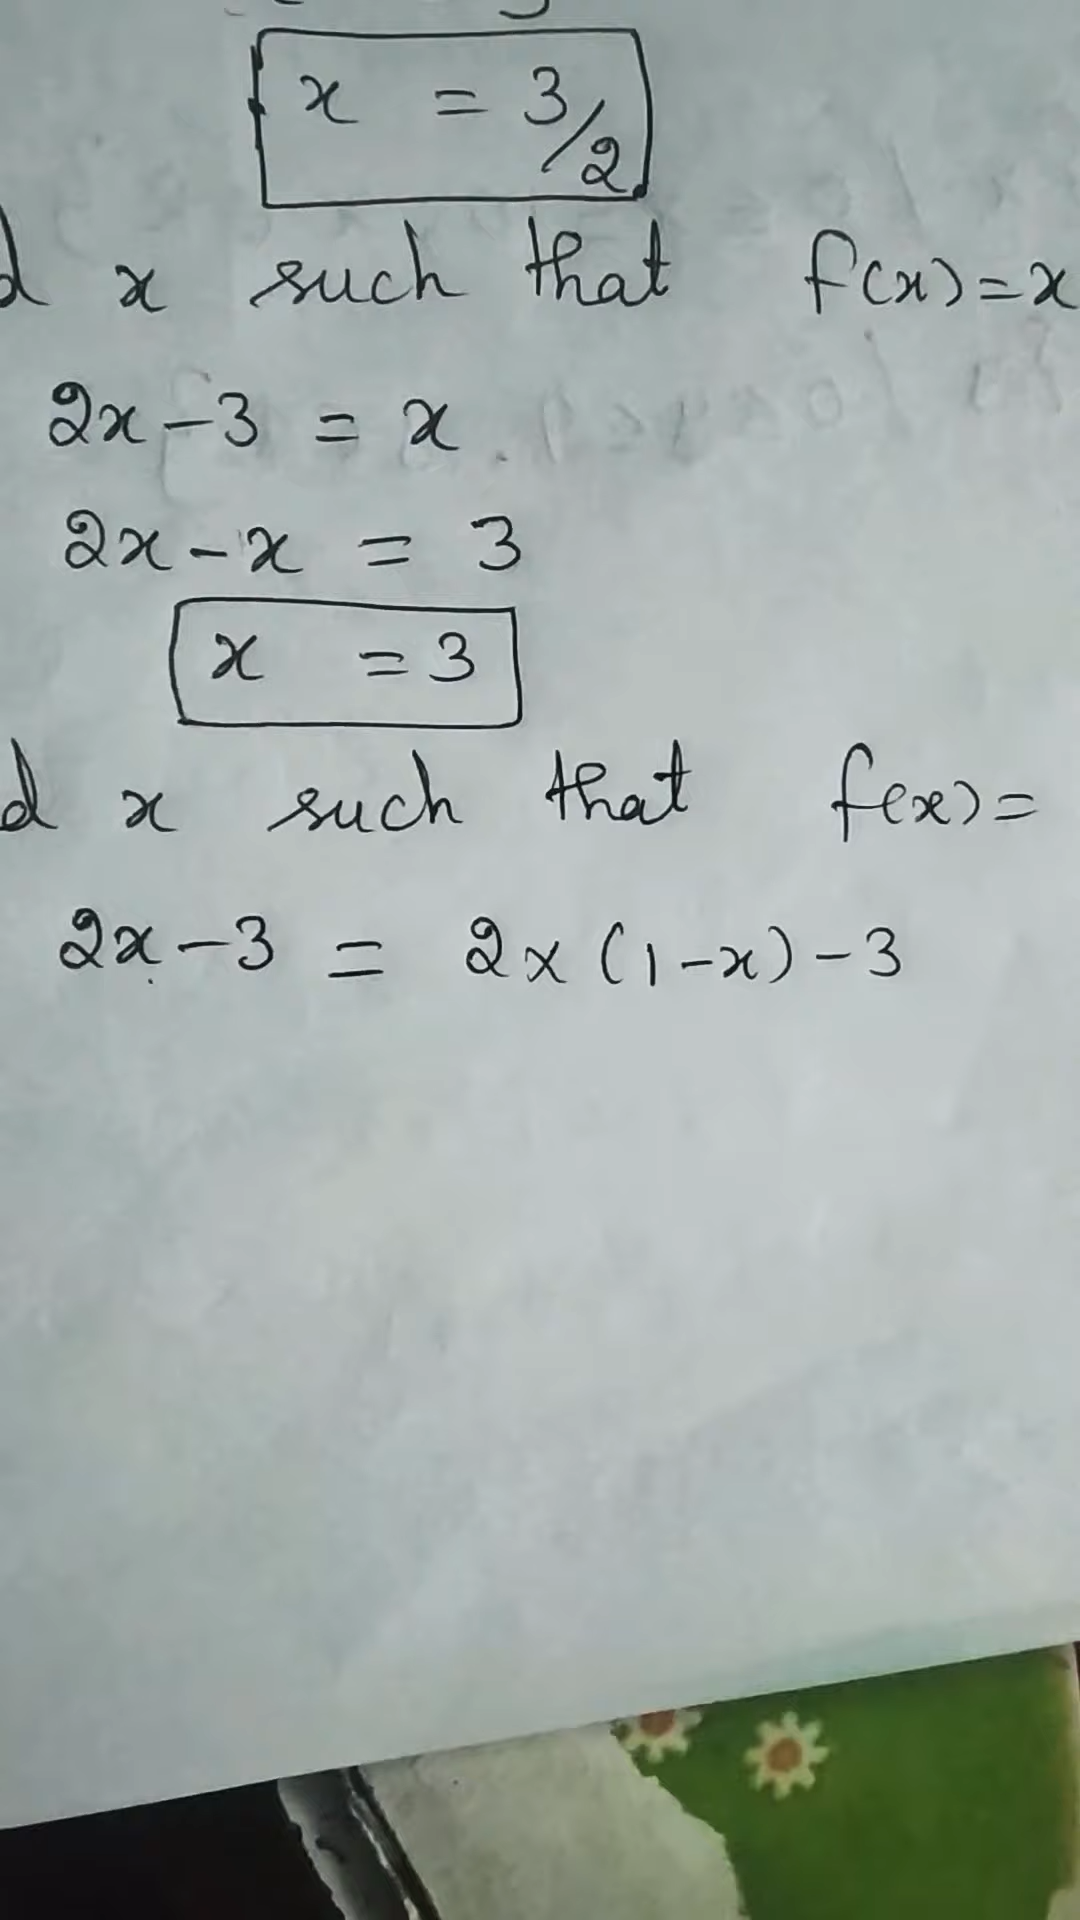 x = 3/2
d x such that f(x)=x
2x-3 = x
2x-x = 3
x = 3
d x such that f(x)=
2x-3 = 2x(1-x)-3